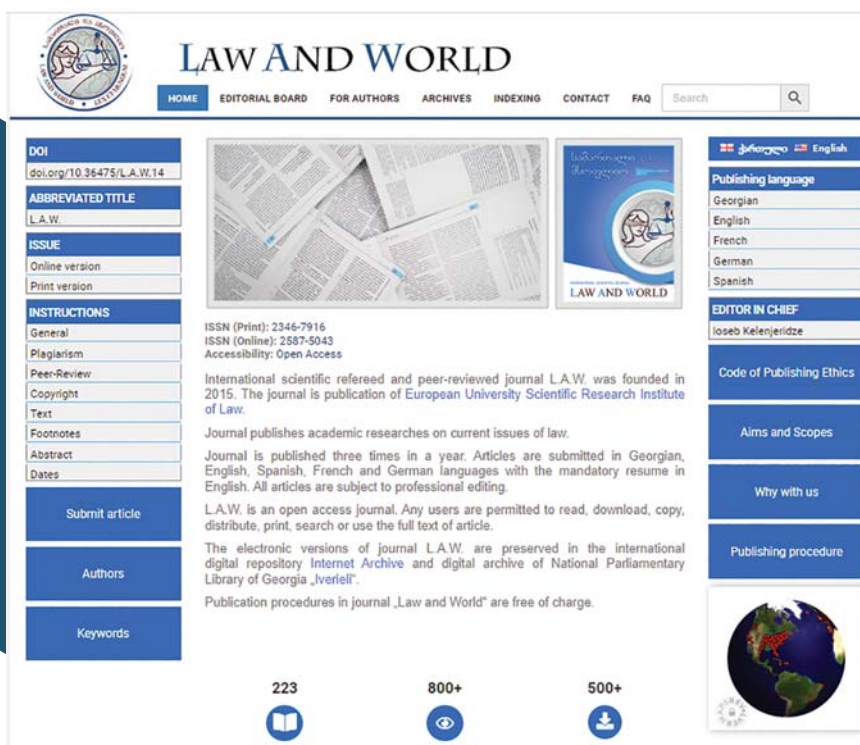 LAW AND WORLD
HOME EDITORIAL BOARD FOR AUTHORS ARCHIVES INDEXING CONTACT FAQ Search
DOI
doi.org/10.36475/L.A.W.14
ABBREVIATED TITLE
L.A.W.
ISSUE
Online version
Print version
INSTRUCTIONS
General
Plagiarism
Peer-Review
Copyright
Text
Footnotes
Abstract
Dates
Submit article
Authors
Keywords
სამართალი და
მსოფლიო
LAW AND WORLD
ISSN (Print): 2346-7916
ISSN (Online): 2587-5043
Accessibility: Open Access
International scientific refereed and peer-reviewed journal L.A.W. was founded in
2015. The journal is publication of European University Scientific Research Institute
of Law.
Journal publishes academic researches on current issues of law.
Journal is published three times in a year. Articles are submitted in Georgian,
English, Spanish, French and German languages with the mandatory resume in
English. All articles are subject to professional editing.
L.A.W. is an open access journal. Any users are permitted to read, download, copy,
distribute, print, search or use the full text of article.
The electronic versions of journal L.A.W. are preserved in the international
digital repository Internet Archive and digital archive of National Parliamentary
Library of Georgia „Iverieli".
Publication procedures in journal „Law and World" are free of charge.
223 800+ 500+
ქართული English
Publishing language
Georgian
English
French
German
Spanish
EDITOR IN CHIEF
Ioseb Kelenjeridze
Code of Publishing Ethics
Aims and Scopes
Why with us
Publishing procedure